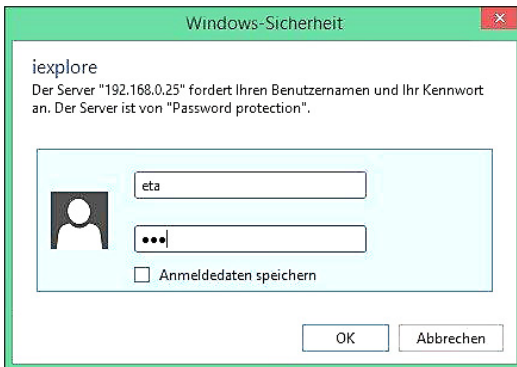 Windows-Sicherheit
iexplore
Der Server "192.168.0.25" fordert Ihren Benutzernamen und Ihr Kennwort
an. Der Server ist von "Password protection".
eta
•••
Anmeldedaten speichern
OK
Abbrechen